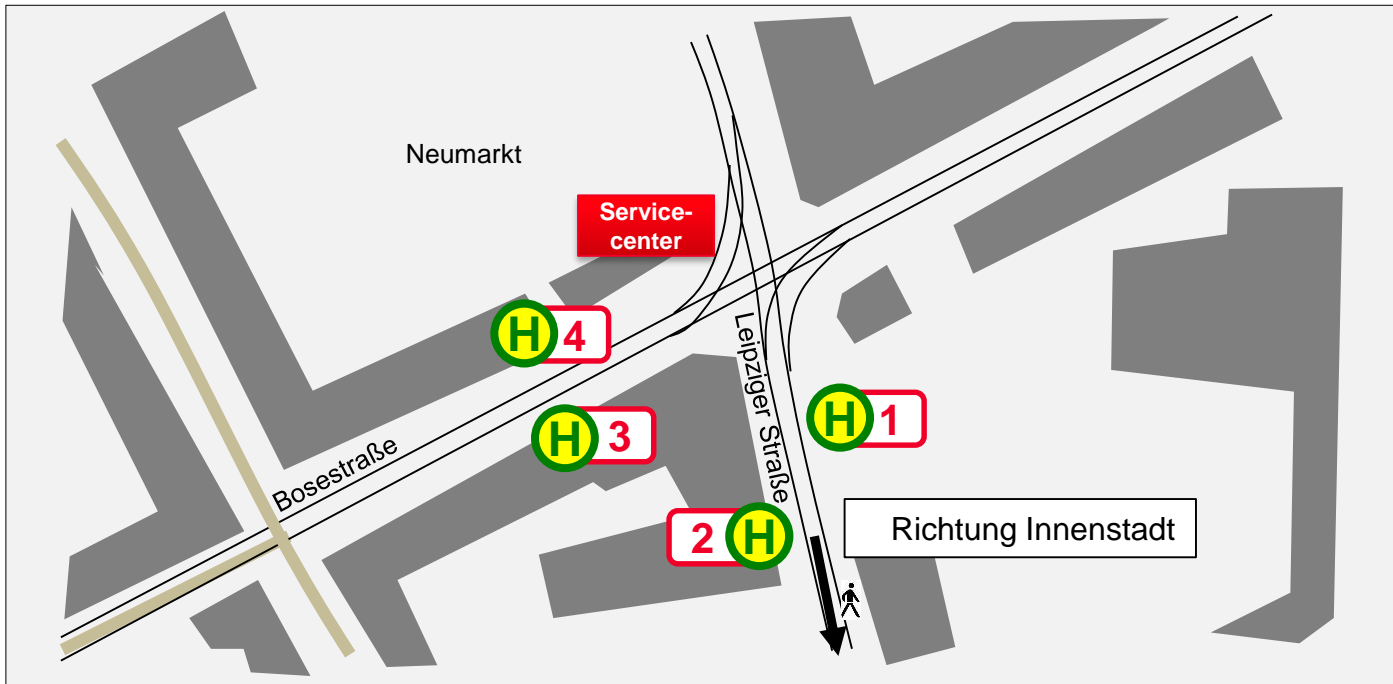 Neumarkt
Service-
center
H 4
Leipziger Straße
H 1
H 3
Bosestraße
2 H
Richtung Innenstadt